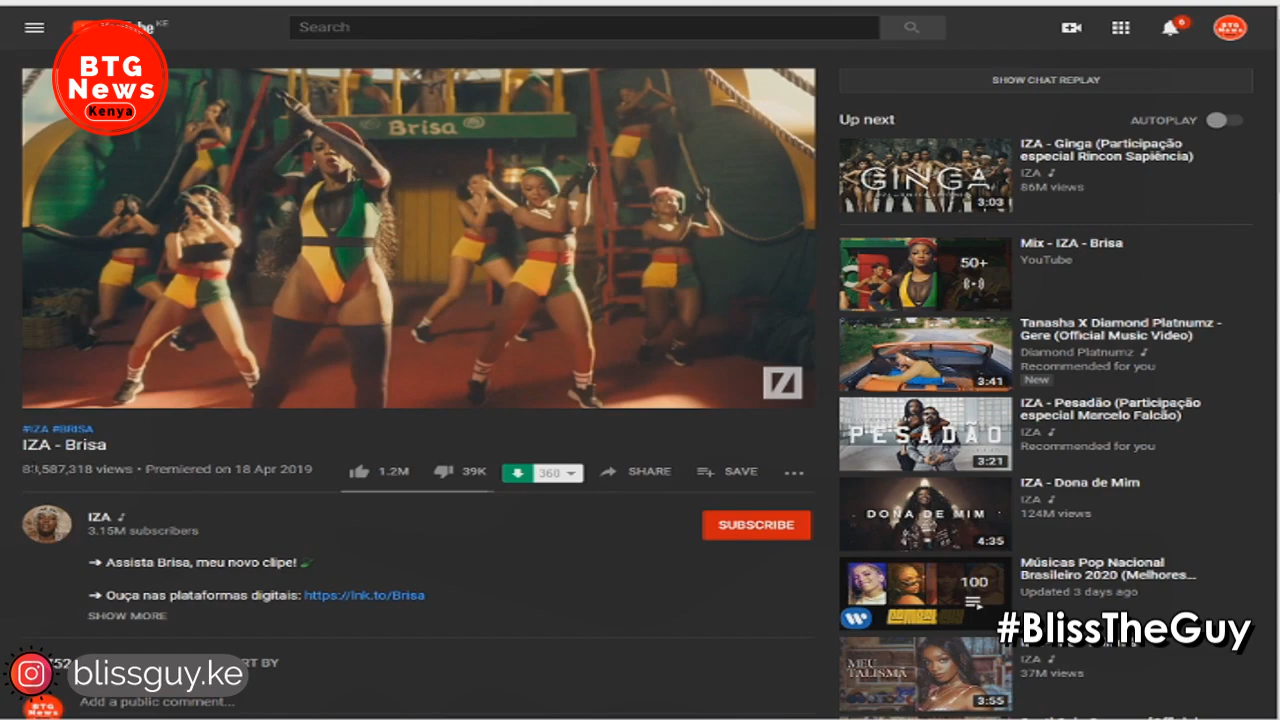 KE
Search
6
BTG
News
Kenya
SHOW CHAT REPLAY
Brisa
Up next
AUTOPLAY
IZA - Ginga (Participação
especial Rincon Sapiência)
IZA
86M views
GINGA
3:03
Mix - IZA - Brisa
YouTube
50+
Tanasha X Diamond Platnumz -
Gere (Official Music Video)
Diamond Platnumz
Recommended for you
New
3:41
IZA - Pesadão (Participação
especial Marcelo Falcão)
IZA
Recommended for you
PESADÃO
3:21
#IZA #BRISA
IZA - Brisa
views • Premiered on 18 Apr 2019
1.2M
39K
360
SHARE
SAVE
IZA - Dona de Mim
IZA
124M views
DONA DE MIM
4:35
IZA
3.15M subscribers
SUBSCRIBE
→ Assista Brisa, meu novo clipe!
→ Ouça nas plataformas digitais: https://lnk.to/Brisa
SHOW MORE
Músicas Pop Nacional
Brasileiro 2020 (Melhores...
Updated 3 days ago
100
#BlissTheGuy
IZA
37M views
MEU
TALISMÃ
3:55
BY
blissguy.ke
Add a public comment...
BTG
News